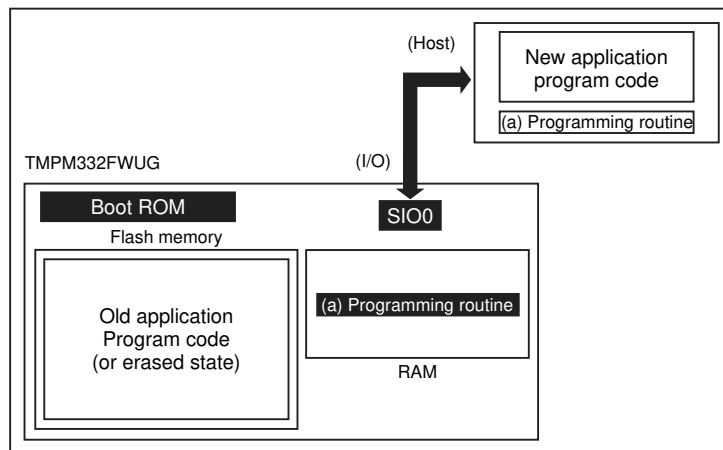 (Host)
New application
program code
(a) Programming routine
TMPM332FWUG
(I/O)
Boot ROM
SIO0
Flash memory
Old application
Program code
(or erased state)
(a) Programming routine
RAM